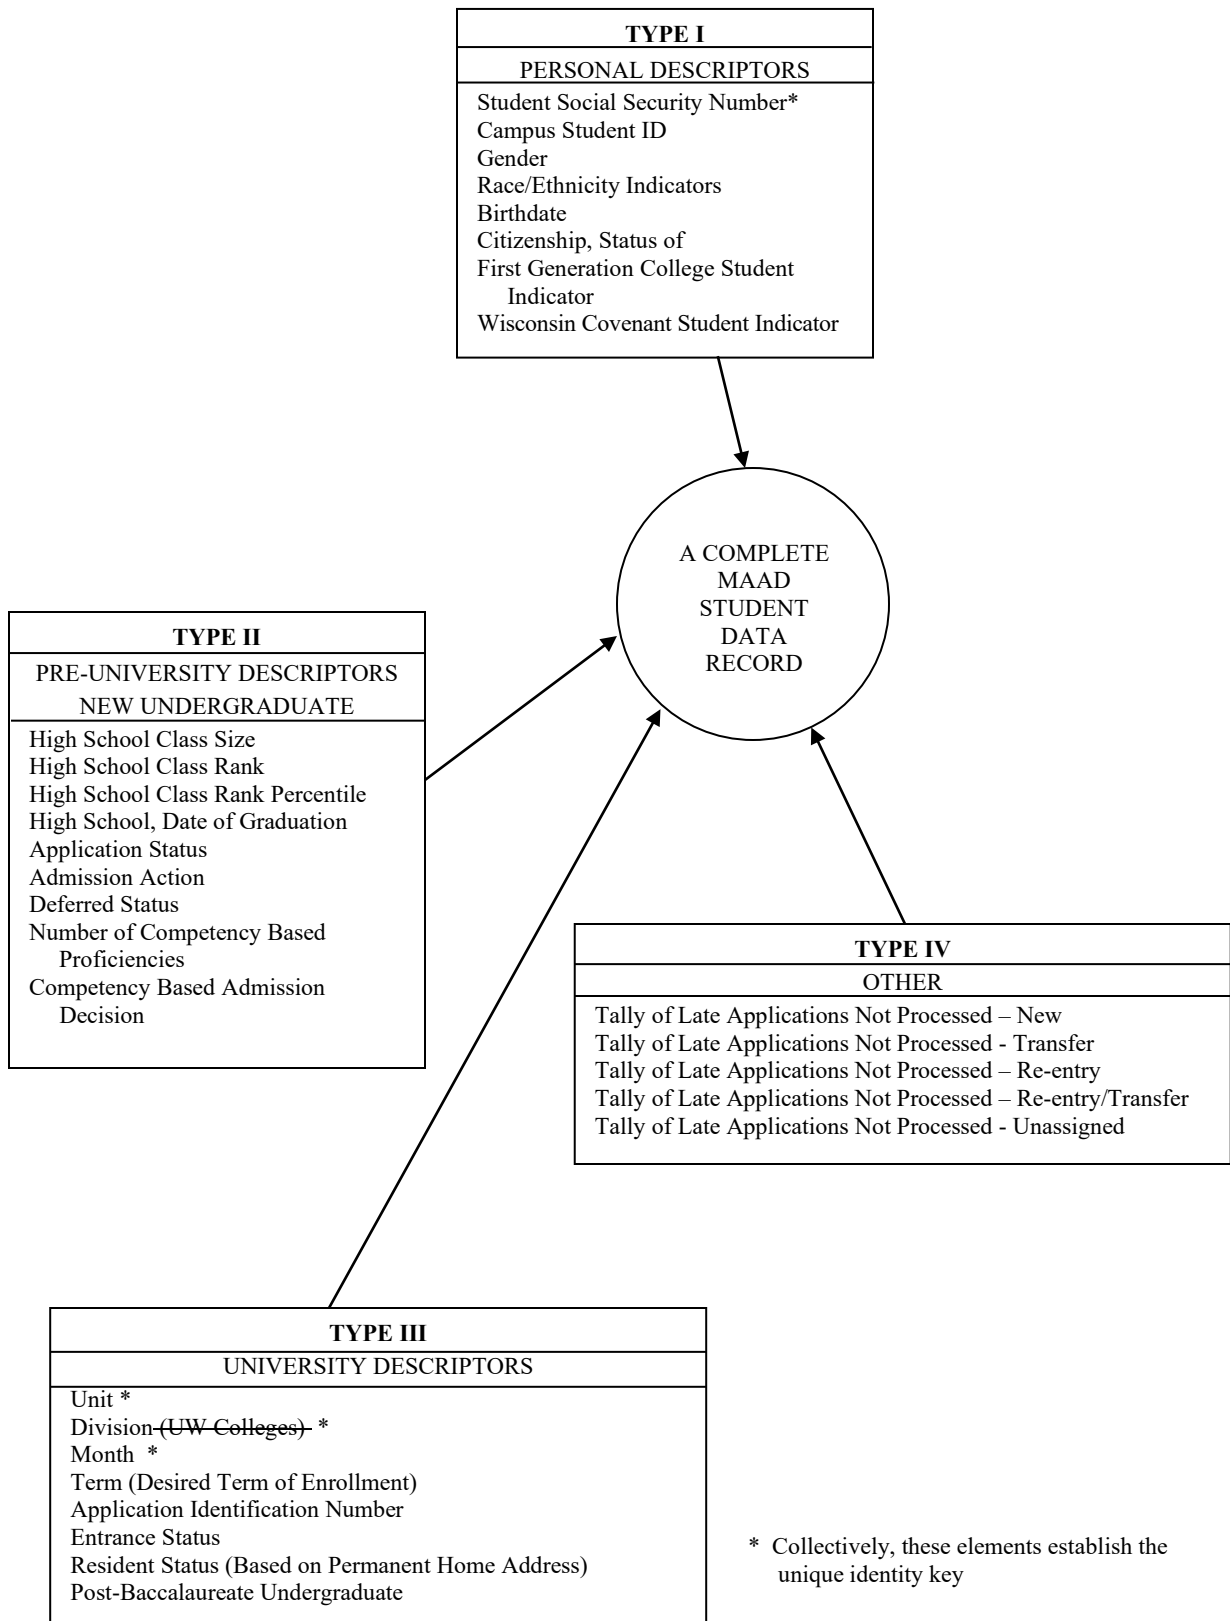 TYPE I
PERSONAL DESCRIPTORS
Student Social Security Number*
Campus Student ID
Gender
Race/Ethnicity Indicators
Birthdate
Citizenship, Status of
First Generation College Student
Indicator
Wisconsin Covenant Student Indicator
A COMPLETE
MAAD
STUDENT
DATA
RECORD
TYPE II
PRE-UNIVERSITY DESCRIPTORS
NEW UNDERGRADUATE
High School Class Size
High School Class Rank
High School Class Rank Percentile
High School, Date of Graduation
Application Status
Admission Action
Deferred Status
Number of Competency Based
Proficiencies
Competency Based Admission
Decision
TYPE IV
OTHER
Tally of Late Applications Not Processed – New
Tally of Late Applications Not Processed - Transfer
Tally of Late Applications Not Processed – Re-entry
Tally of Late Applications Not Processed – Re-entry/Transfer
Tally of Late Applications Not Processed - Unassigned
TYPE III
UNIVERSITY DESCRIPTORS
Unit *
Division (UW Colleges) *
Month *
Term (Desired Term of Enrollment)
Application Identification Number
Entrance Status
Resident Status (Based on Permanent Home Address)
Post-Baccalaureate Undergraduate
* Collectively, these elements establish the
unique identity key